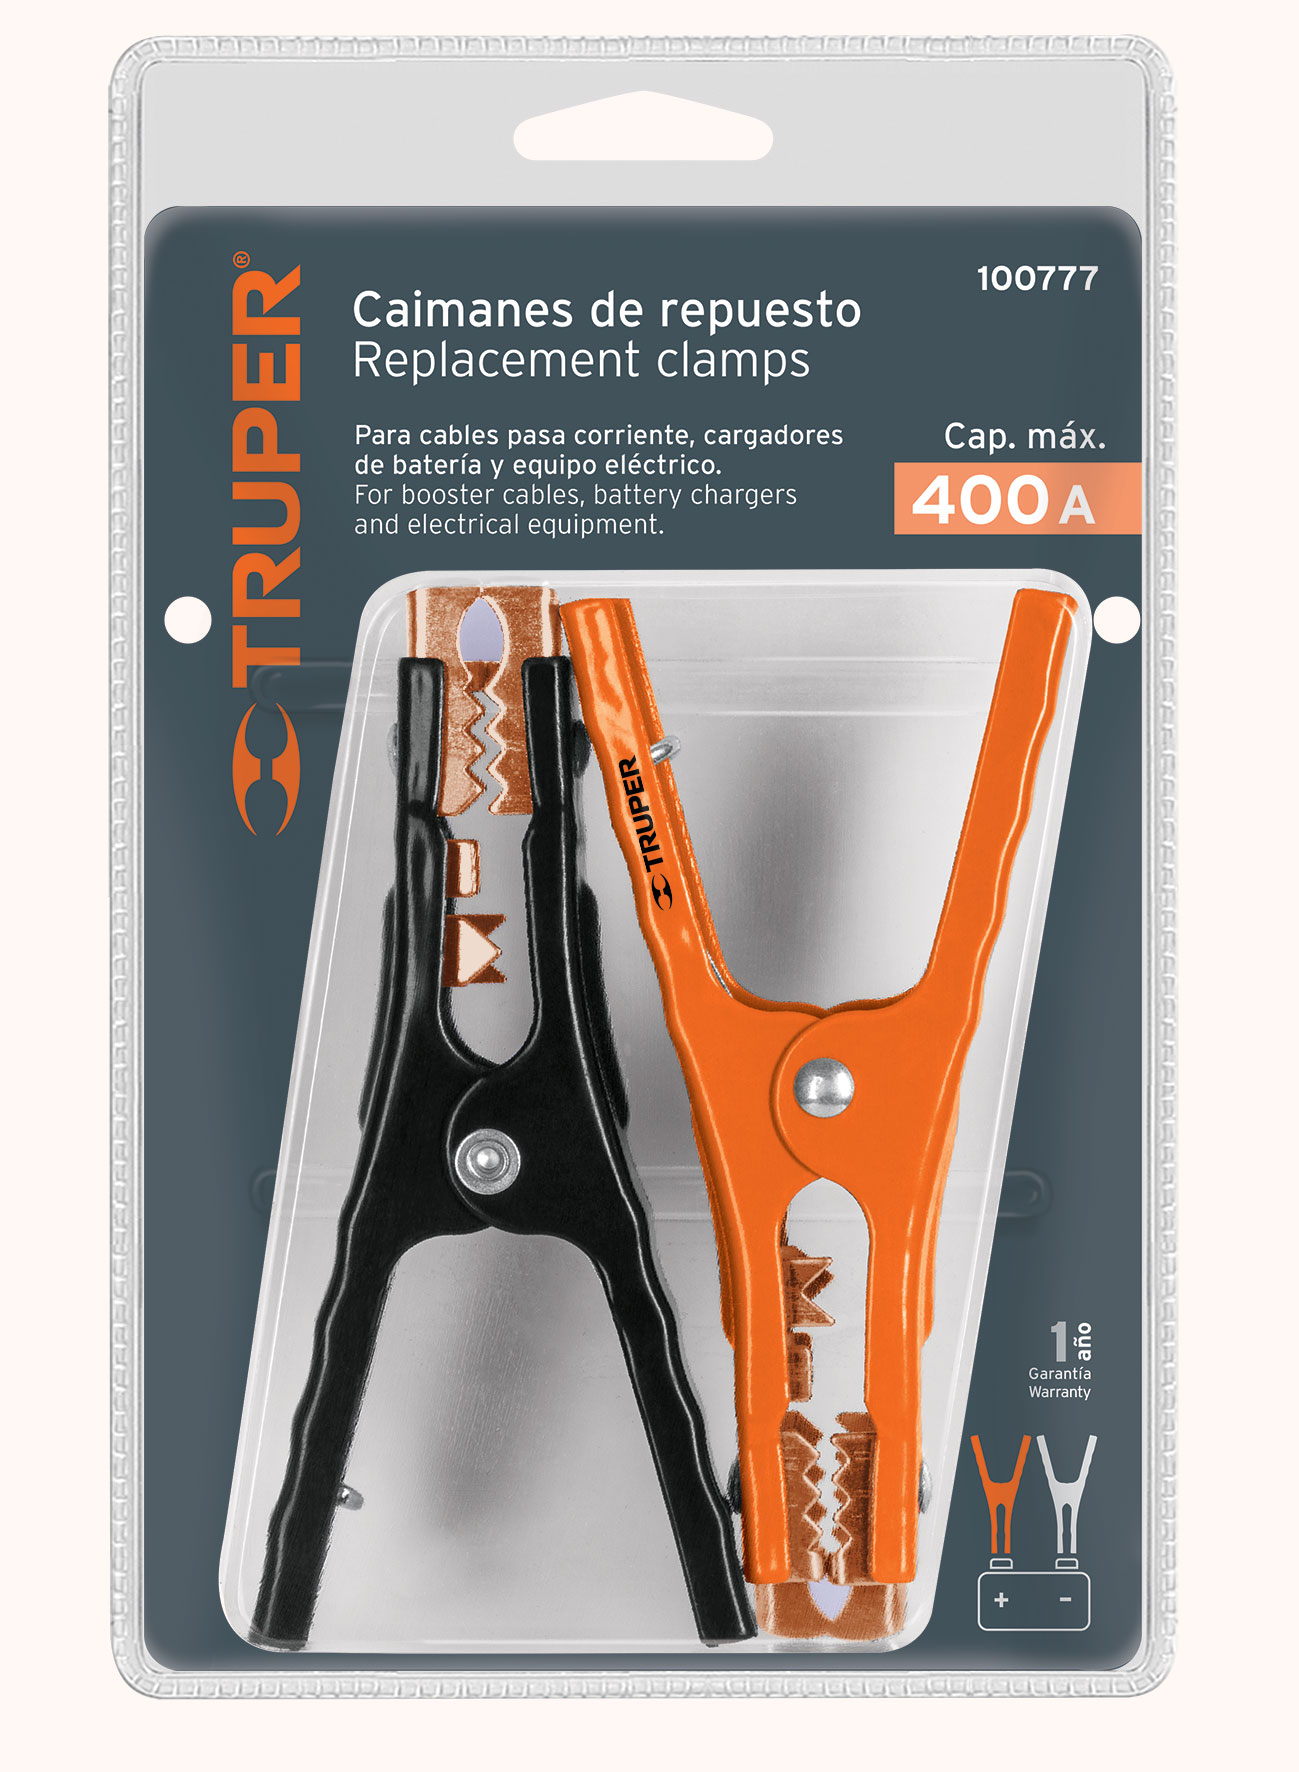 TRUPER®
100777
Caimanes de repuesto
Replacement clamps
Para cables pasa corriente, cargadores
de batería y equipo eléctrico.
For booster cables, battery chargers
and electrical equipment.
Cap. máx.
400 A
TRUPER
1 año
Garantía
Warranty
+ -